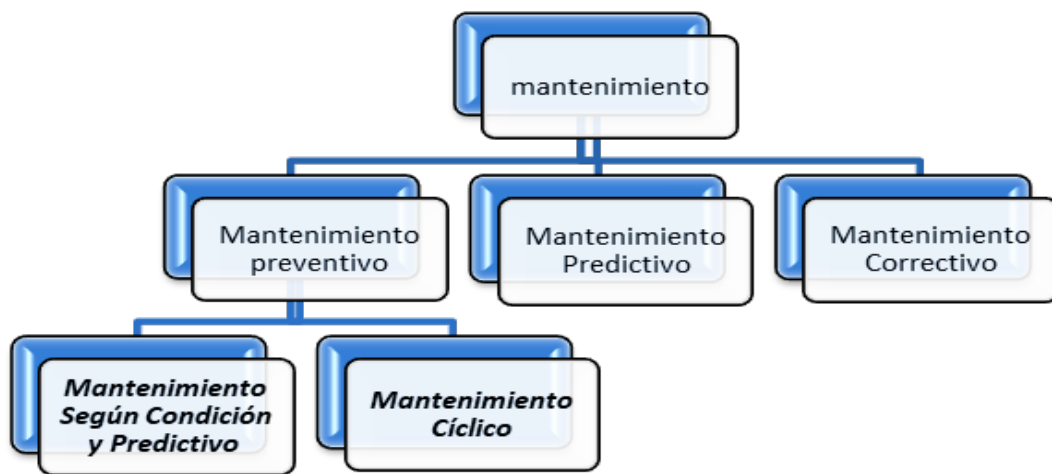 mantenimiento
Mantenimiento
preventivo
Mantenimiento
Predictivo
Mantenimiento
Correctivo
Mantenimiento
Según Condición
y Predictivo
Mantenimiento
Cíclico